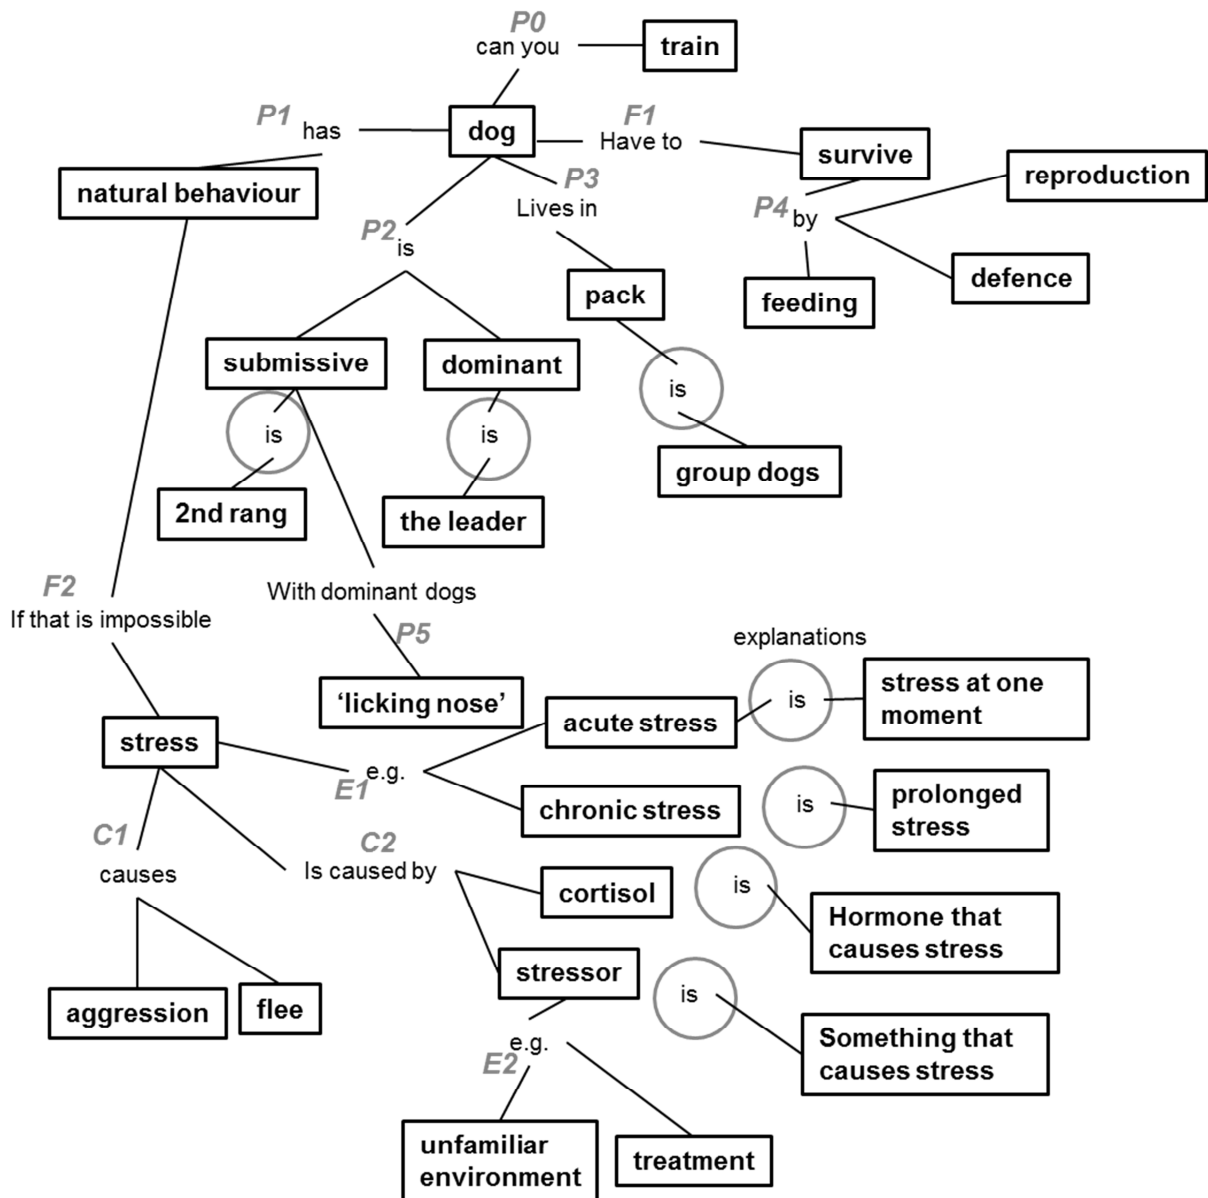 P0
can you
train
P1
has
dog
F1
Have to
survive
reproduction
natural behaviour
P3
Lives in
P4 by
P2 is
defence
pack
feeding
submissive
dominant
is
is
is
group dogs
2nd rang
the leader
F2
If that is impossible
With dominant dogs
P5
explanations
'licking nose'
acute stress
is
stress at one
moment
stress
e.g.
E1
chronic stress
is
prolonged
stress
C1
causes
C2
Is caused by
cortisol
is
Hormone that
causes stress
aggression
flee
stressor
is
Something that
causes stress
e.g.
E2
unfamiliar
environment
treatment